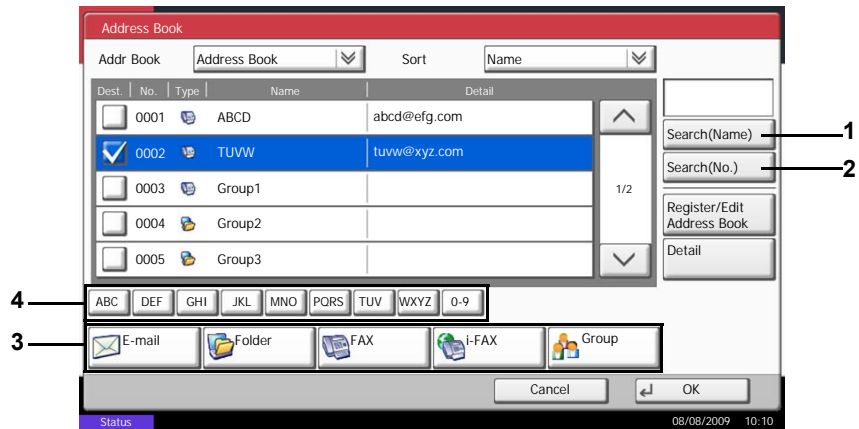 Address Book
Addr Book Address Book Sort Name
Dest. No. Type Name Detail
0001 ABCD abcd@efg.com
0002 TUVW tuvw@xyz.com
0003 Group1
0004 Group2
0005 Group3
1/2
Search(Name) 1
Search(No.) 2
Register/Edit
Address Book
Detail
4 ABC DEF GHI JKL MNO PQRS TUV WXYZ 0-9
3 E-mail Folder FAX i-FAX Group
Cancel OK
Status 08/08/2009 10:10